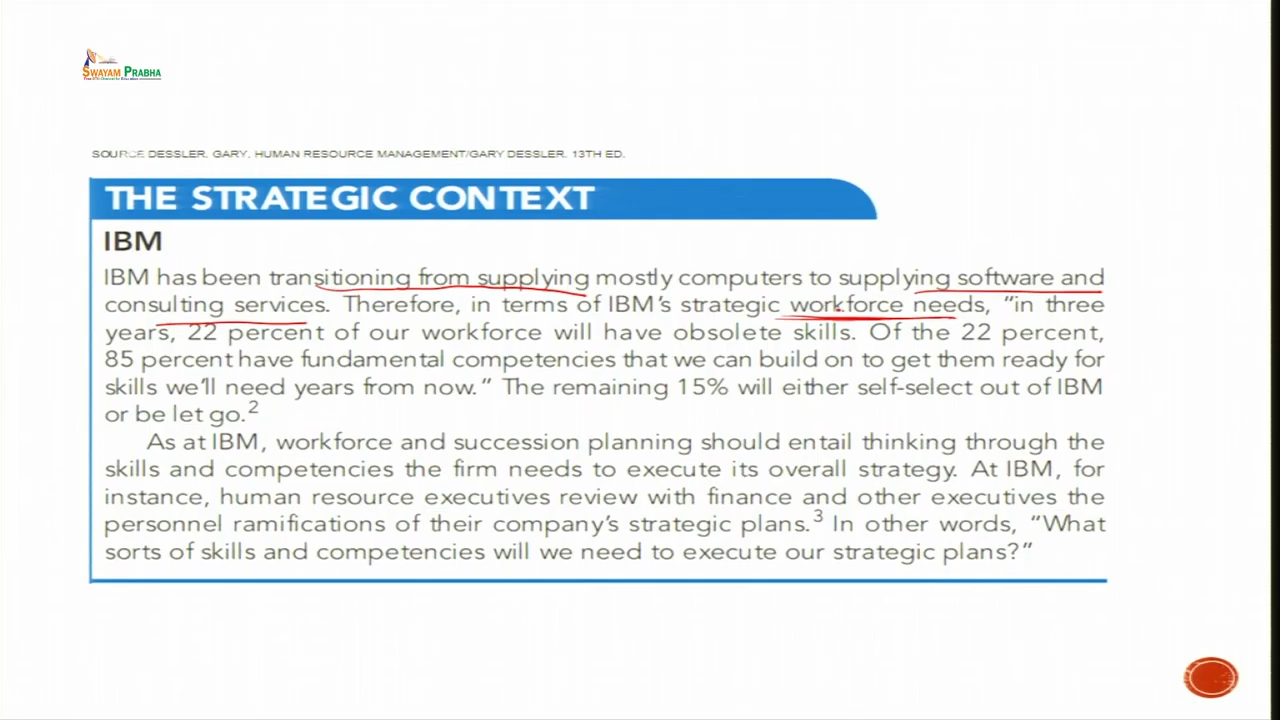 SWAYAM PRABHA
SOURCE DESSLER, GARY, HUMAN RESOURCE MANAGEMENT/GARY DESSLER. 13TH ED.
THE STRATEGIC CONTEXT
IBM
IBM has been transitioning from supplying mostly computers to supplying software and
consulting services. Therefore, in terms of IBM’s strategic workforce needs, “in three
years, 22 percent of our workforce will have obsolete skills. Of the 22 percent,
85 percent have fundamental competencies that we can build on to get them ready for
skills we’ll need years from now.” The remaining 15% will either self-select out of IBM
or be let go.2
As at IBM, workforce and succession planning should entail thinking through the
skills and competencies the firm needs to execute its overall strategy. At IBM, for
instance, human resource executives review with finance and other executives the
personnel ramifications of their company’s strategic plans.3 In other words, “What
sorts of skills and competencies will we need to execute our strategic plans?”